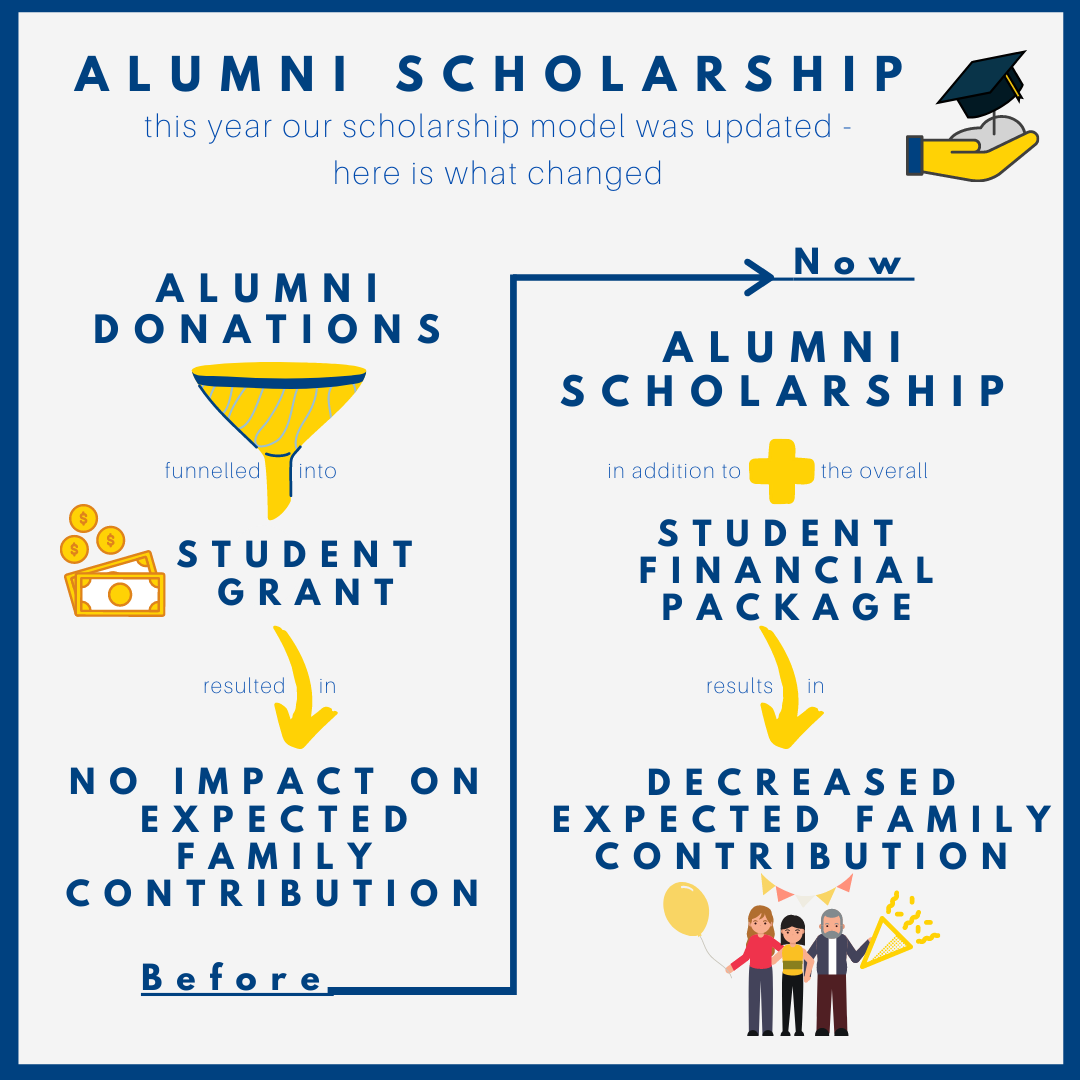 ALUMNI SCHOLARSHIP
this year our scholarship model was updated -
here is what changed
ALUMNI
DONATIONS
funnelled into
$
$
$
STUDENT
GRANT
resulted in
NO IMPACT ON
EXPECTED
FAMILY
CONTRIBUTION
Before
Now
ALUMNI
SCHOLARSHIP
in addition to the overall
STUDENT
FINANCIAL
PACKAGE
results in
DECREASED
EXPECTED FAMILY
CONTRIBUTION